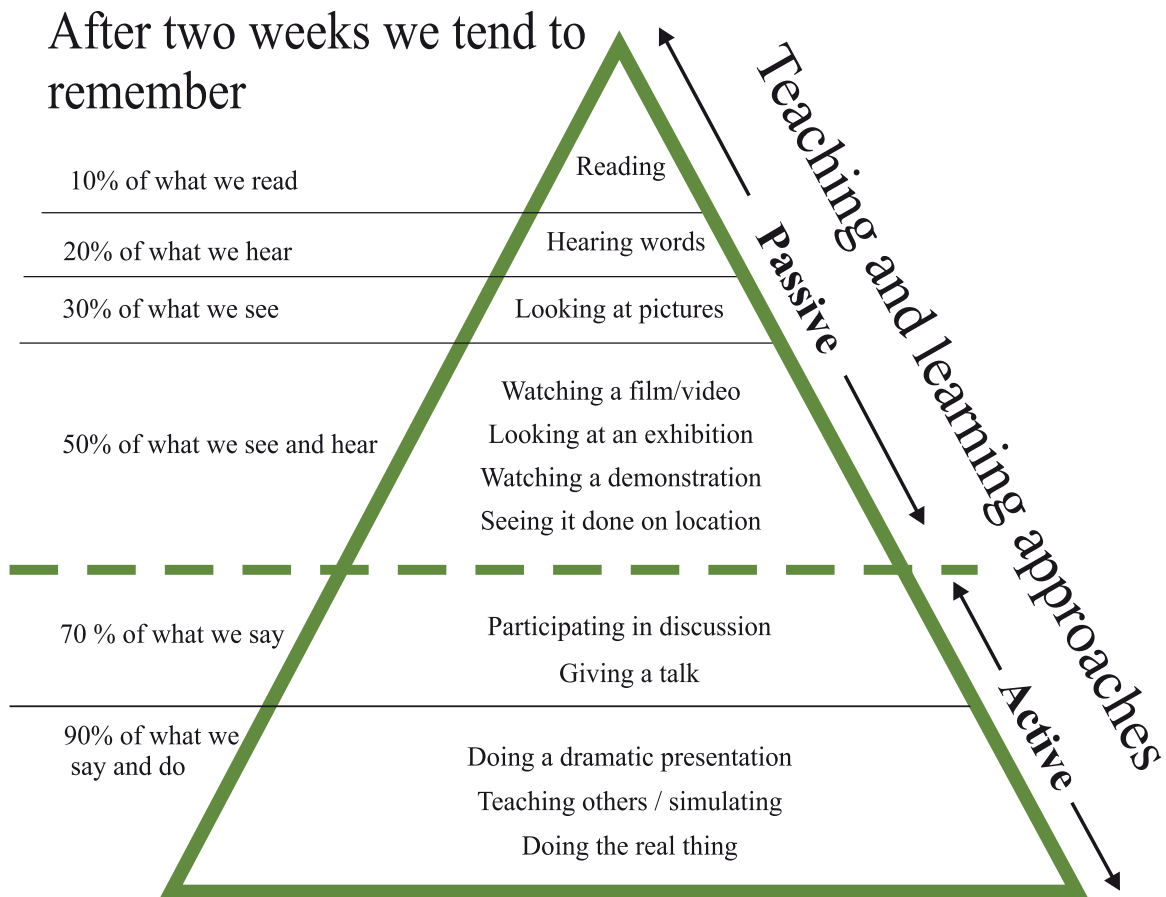 After two weeks we tend to
remember
10% of what we read
Reading
20% of what we hear
Hearing words
30% of what we see
Looking at pictures
50% of what we see and hear
Watching a film/video
Looking at an exhibition
Watching a demonstration
Seeing it done on location
70 % of what we say
Participating in discussion
Giving a talk
90% of what we
say and do
Doing a dramatic presentation
Teaching others / simulating
Doing the real thing
Passive
Active
Teaching and learning approaches